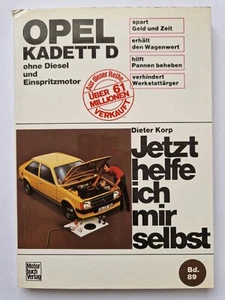 OPEL
KADETT D
ohne Diesel
und
Einspritzmotor
spart
Geld und Zeit
erhält
den Wagenwert
hilft
Pannen beheben
verhindert
Werkstattärger
Aus dieser Reihe
ÜBER 61
MILLIONEN
VERKAUFT
Dieter Korp
Jetzt
helfe
ich
mir
selbst
Motor
buch
Verlag
Bd.
89